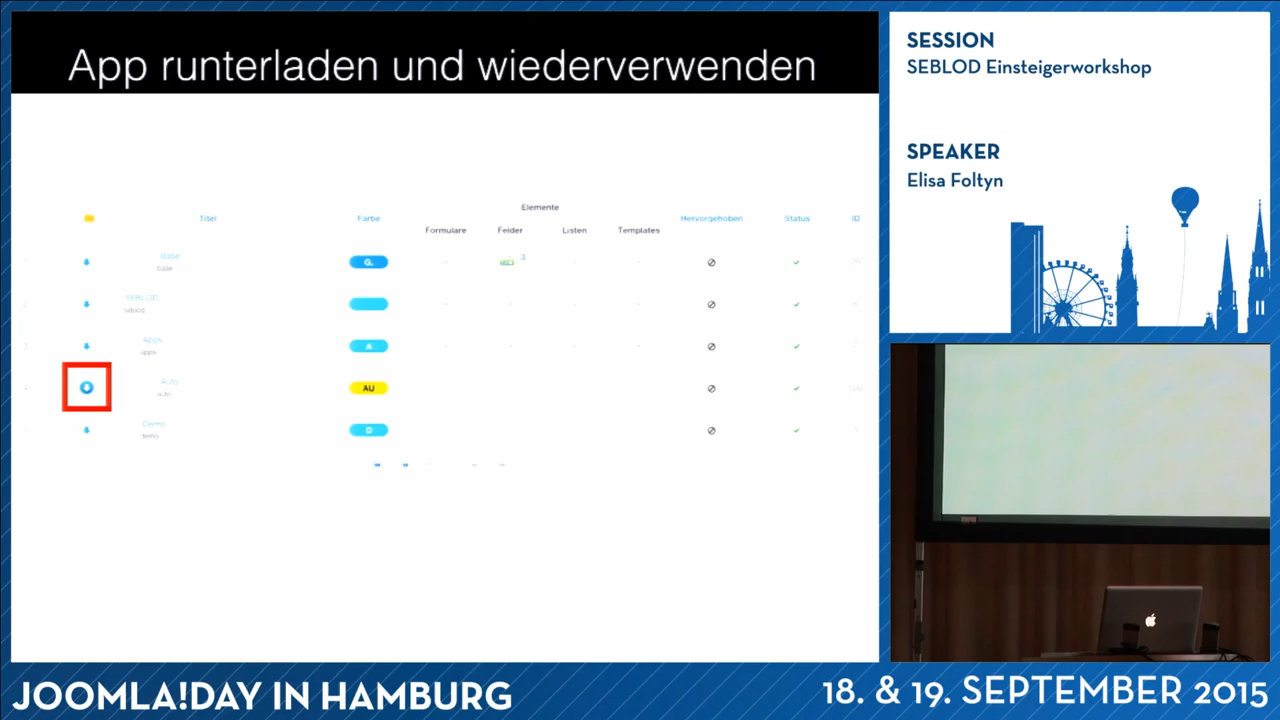 App runterladen und wiederverwenden
Elemente
Titel Farbe Hervorgehoben Status ID
Formulare Felder Listen Templates
Base G. 3
base
SEBLOD
seblod
Apps A
apps
Auto AU
auto
Demo D
demo
SESSION
SEBLOD Einsteigerworkshop
SPEAKER
Elisa Foltyn
JOOMLA!DAY IN HAMBURG
18. & 19. SEPTEMBER 2015